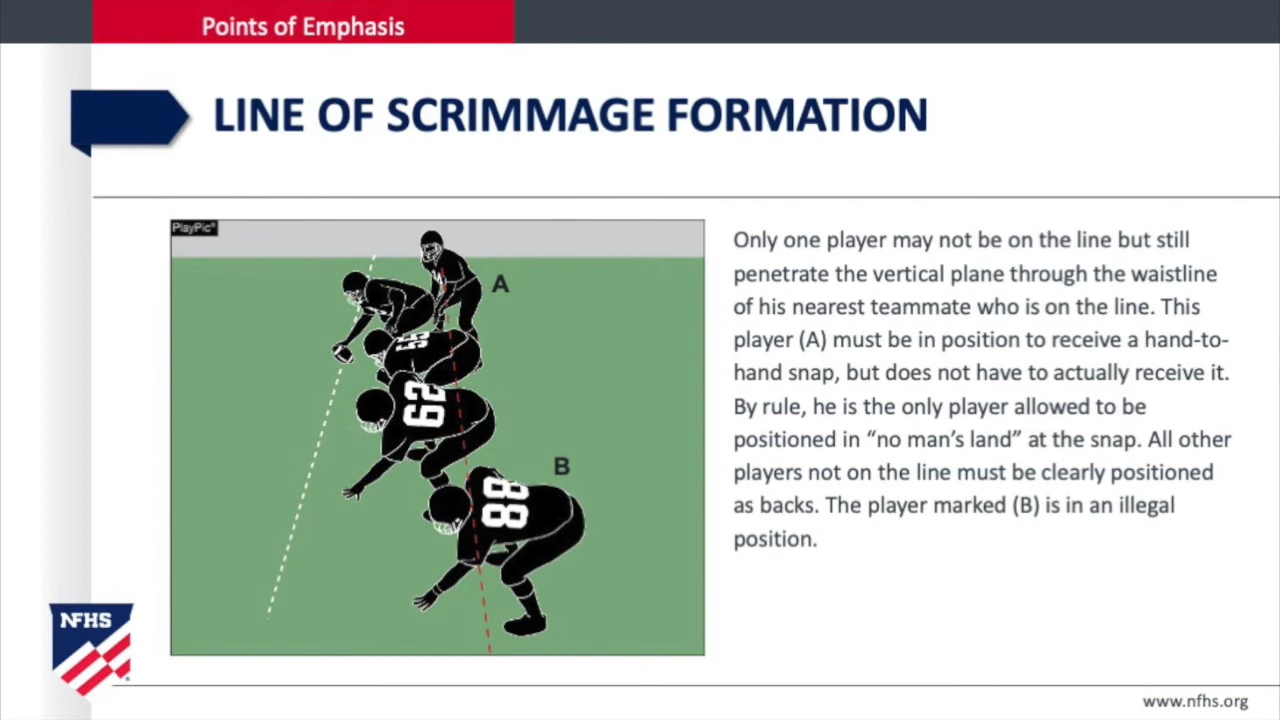 Points of Emphasis
LINE OF SCRIMMAGE FORMATION
PlayPic®
A
55
62
B
88
Only one player may not be on the line but still
penetrate the vertical plane through the waistline
of his nearest teammate who is on the line. This
player (A) must be in position to receive a hand-to-
hand snap, but does not have to actually receive it.
By rule, he is the only player allowed to be
positioned in “no man’s land” at the snap. All other
players not on the line must be clearly positioned
as backs. The player marked (B) is in an illegal
position.
NFHS
www.nfhs.org